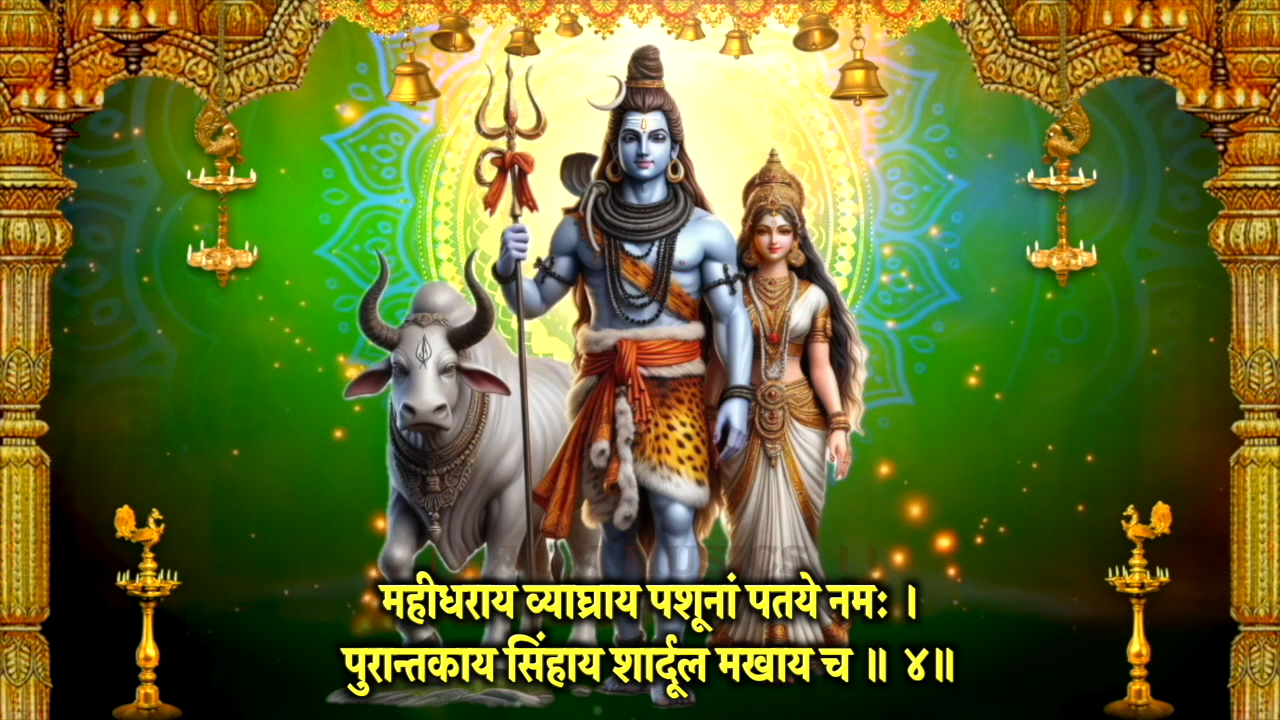 महीधराय व्याघ्राय पशूनां पतये नमः ।
पुरान्तकाय सिंहाय शार्दूल मखाय च ॥ ४॥